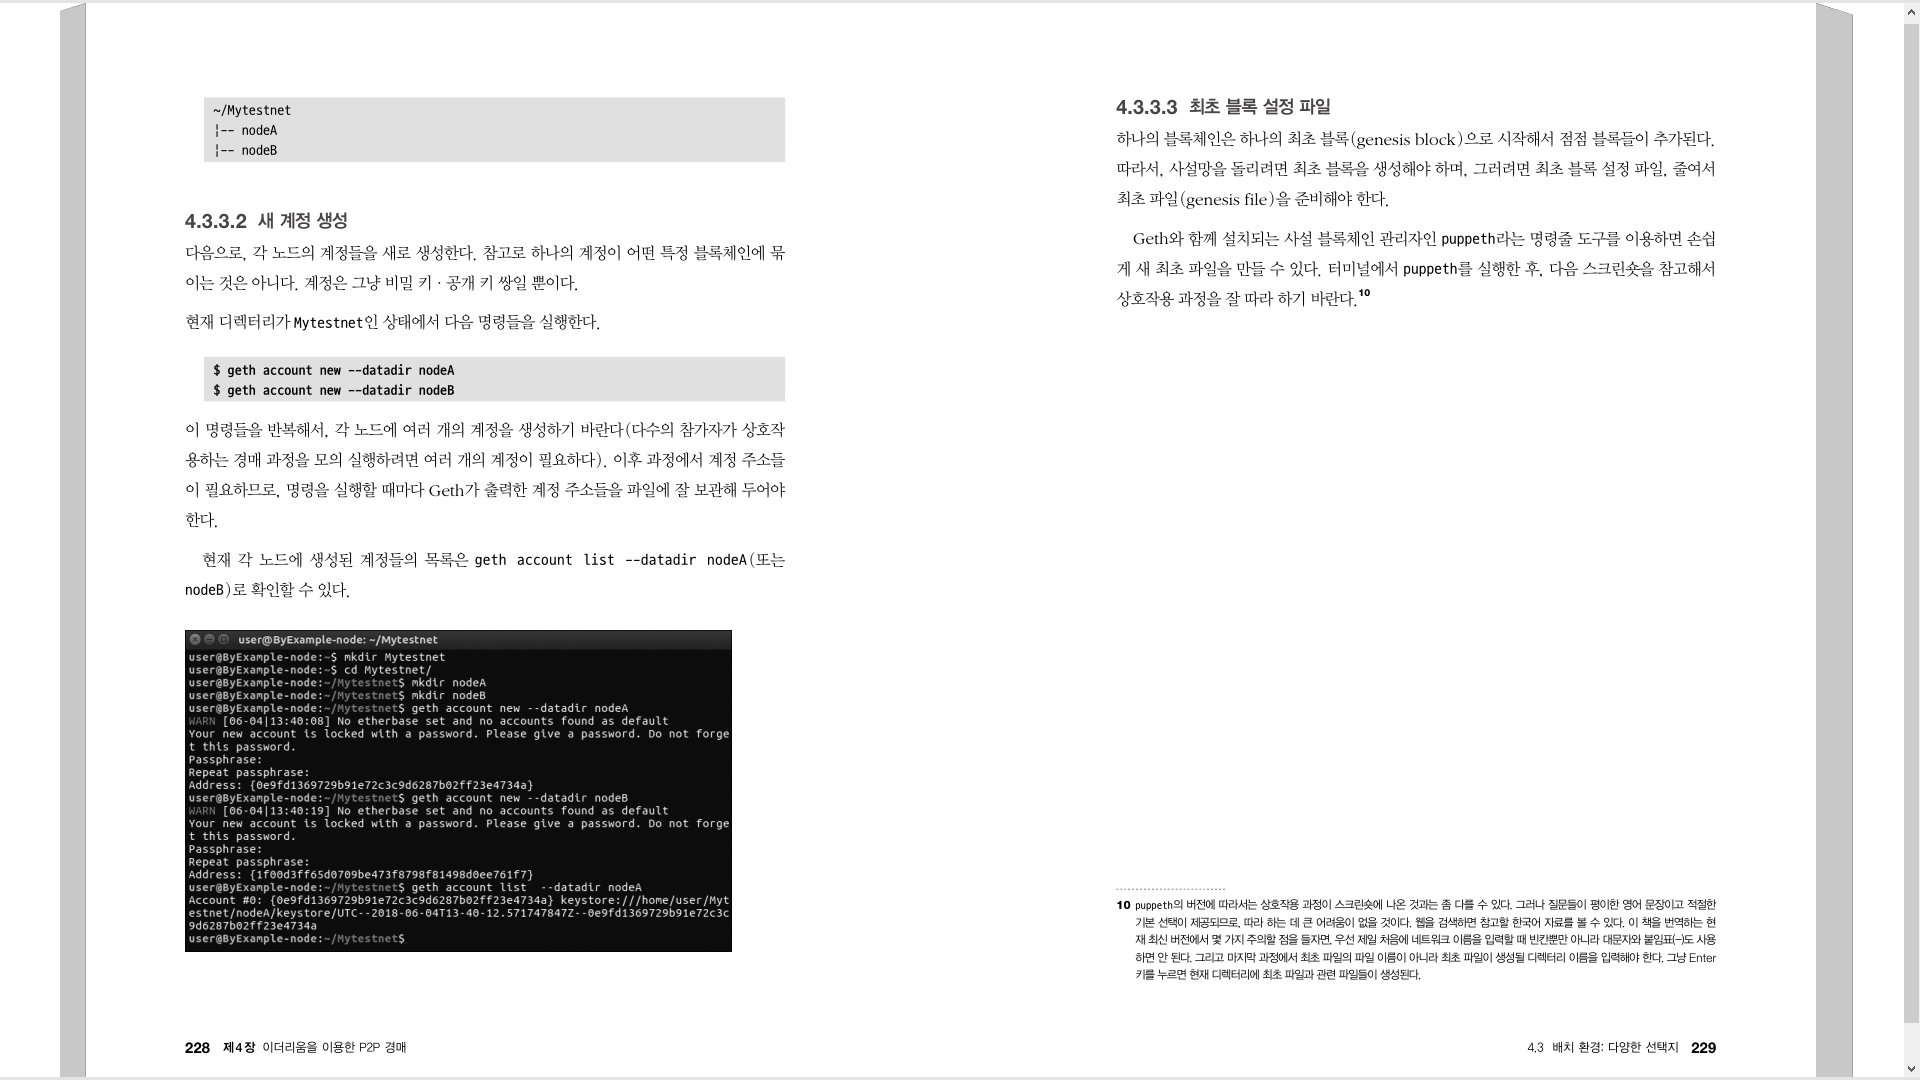 ~/Mytestnet
¦-- nodeA
¦-- nodeB
4.3.3.2 새 계정 생성
다음으로, 각 노드의 계정들을 새로 생성한다. 참고로 하나의 계정이 어떤 특정 블록체인에 묶
이는 것은 아니다. 계정은 그냥 비밀 키 · 공개 키 쌍일 뿐이다.
현재 디렉터리가 Mytestnet인 상태에서 다음 명령들을 실행한다.
$ geth account new --datadir nodeA
$ geth account new --datadir nodeB
이 명령들을 반복해서, 각 노드에 여러 개의 계정을 생성하기 바란다(다수의 참가자가 상호작
용하는 경매 과정을 모의 실행하려면 여러 개의 계정이 필요하다). 이후 과정에서 계정 주소들
이 필요하므로, 명령을 실행할 때마다 Geth가 출력한 계정 주소들을 파일에 잘 보관해 두어야
한다.
현재 각 노드에 생성된 계정들의 목록은 geth account list --datadir nodeA(또는
nodeB)로 확인할 수 있다.
user@ByExample-node: ~/Mytestnet
user@ByExample-node:~$ mkdir Mytestnet
user@ByExample-node:~$ cd Mytestnet/
user@ByExample-node:~/Mytestnet$ mkdir nodeA
user@ByExample-node:~/Mytestnet$ mkdir nodeB
user@ByExample-node:~/Mytestnet$ geth account new --datadir nodeA
WARN [06-04|13:40:08] No etherbase set and no accounts found as default
Your new account is locked with a password. Please give a password. Do not forge
t this password.
Passphrase:
Repeat passphrase:
Address: {0e9fd1369729b91e72c3c9d6287b02ff23e4734a}
user@ByExample-node:~/Mytestnet$ geth account new --datadir nodeB
WARN [06-04|13:40:19] No etherbase set and no accounts found as default
Your new account is locked with a password. Please give a password. Do not forge
t this password.
Passphrase:
Repeat passphrase:
Address: {1f00d3ff65d0709be473f8798f81498d0ee761f7}
user@ByExample-node:~/Mytestnet$ geth account list  --datadir nodeA
Account #0: {0e9fd1369729b91e72c3c9d6287b02ff23e4734a} keystore:///home/user/Myt
estnet/nodeA/keystore/UTC--2018-06-04T13-40-12.571747847Z--0e9fd1369729b91e72c3c
9d6287b02ff23e4734a
user@ByExample-node:~/Mytestnet$
228 제4장 이더리움을 이용한 P2P 경매
4.3.3.3 최초 블록 설정 파일
하나의 블록체인은 하나의 최초 블록(genesis block)으로 시작해서 점점 블록들이 추가된다.
따라서, 사설망을 돌리려면 최초 블록을 생성해야 하며, 그러려면 최초 블록 설정 파일, 줄여서
최초 파일(genesis file)을 준비해야 한다.
Geth와 함께 설치되는 사설 블록체인 관리자인 puppeth라는 명령줄 도구를 이용하면 손쉽
게 새 최초 파일을 만들 수 있다. 터미널에서 puppeth를 실행한 후, 다음 스크린숏을 참고해서
상호작용 과정을 잘 따라 하기 바란다.10
10 puppeth의 버전에 따라서는 상호작용 과정이 스크린숏에 나온 것과는 좀 다를 수 있다. 그러나 질문들이 평이한 영어 문장이고 적절한
기본 선택이 제공되므로, 따라 하는 데 큰 어려움이 없을 것이다. 웹을 검색하면 참고할 한국어 자료를 볼 수 있다. 이 책을 번역하는 현
재 최신 버전에서 몇 가지 주의할 점을 들자면, 우선 제일 처음에 네트워크 이름을 입력할 때 빈칸뿐만 아니라 대문자와 붙임표(-)도 사용
하면 안 된다. 그리고 마지막 과정에서 최초 파일의 파일 이름이 아니라 최초 파일이 생성될 디렉터리 이름을 입력해야 한다. 그냥 Enter
키를 누르면 현재 디렉터리에 최초 파일과 관련 파일들이 생성된다.
4.3 배치 환경: 다양한 선택지 229